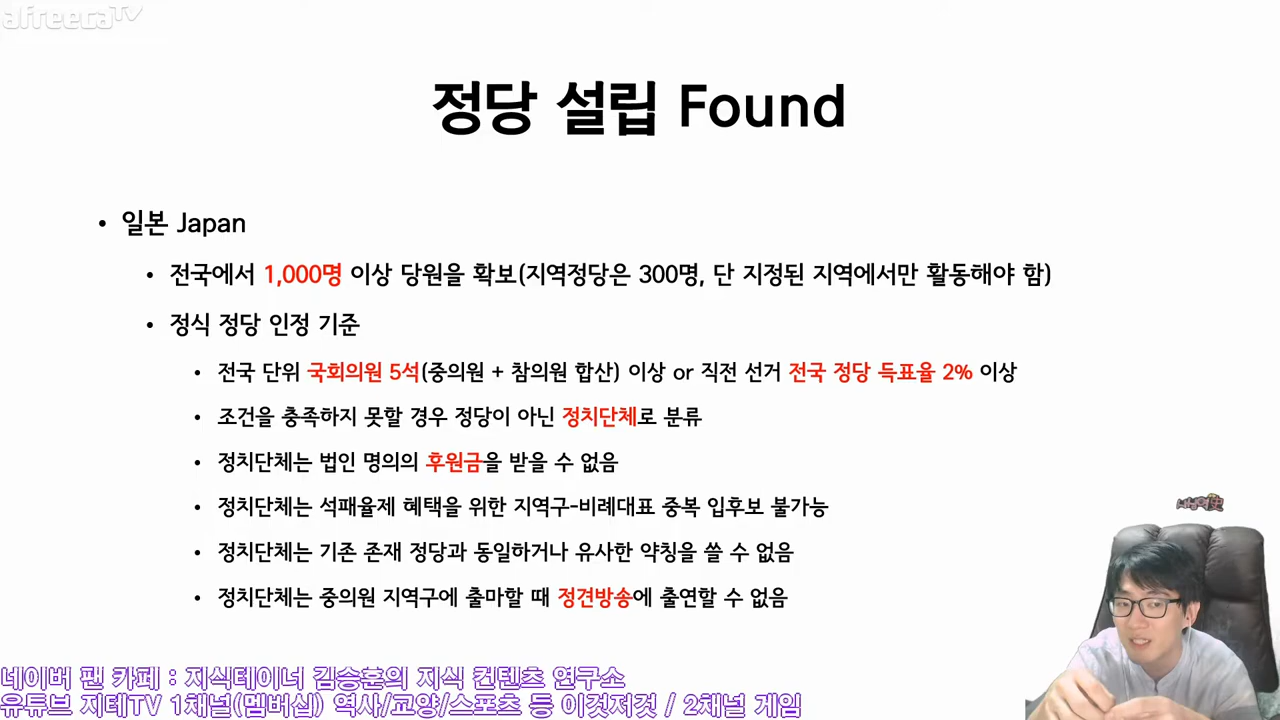 afreecaTV
정당 설립 Found
• 일본 Japan
• 전국에서 1,000명 이상 당원을 확보(지역정당은 300명, 단 지정된 지역에서만 활동해야 함)
• 정식 정당 인정 기준
• 전국 단위 국회의원 5석(중의원 + 참의원 합산) 이상 or 직전 선거 전국 정당 득표율 2% 이상
• 조건을 충족하지 못할 경우 정당이 아닌 정치단체로 분류
• 정치단체는 법인 명의의 후원금을 받을 수 없음
• 정치단체는 석패율제 혜택을 위한 지역구-비례대표 중복 입후보 불가능
• 정치단체는 기존 존재 정당과 동일하거나 유사한 약칭을 쓸 수 없음
• 정치단체는 중의원 지역구에 출마할 때 정견방송에 출연할 수 없음
네이버 팬 카페 : 지식테이너 김승훈의 지식 컨텐츠 연구소
유튜브 지테TV 1채널(멤버십) 역사/교양/스포츠 등 이것저것 / 2채널 게임